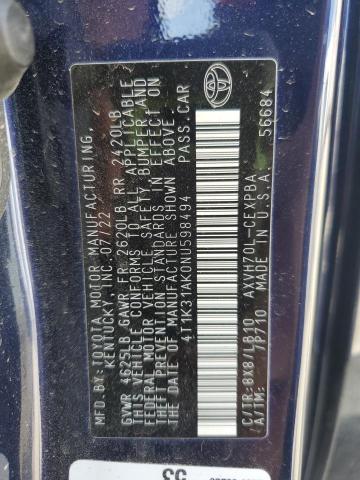 MFD.BY:TOYOTA MOTOR MANUFACTURING,
KENTUCKY, INC. 07/22
GVWR 4625LB GAWR FR 2620LB RR 2420LB
THIS VEHICLE CONFORMS TO ALL APPLICABLE
FEDERAL MOTOR VEHICLE SAFETY, BUMPER, AND
THEFT PREVENTION STANDARDS IN EFFECT ON
THE DATE OF MANUFACTURE SHOWN ABOVE.
4T1K31AK0NU598494 PASS.CAR
56684
C/TR:8X8/LB10 AXVH70L-CEXPBA
A/TM: /P710 MADE IN U.S.A.
53